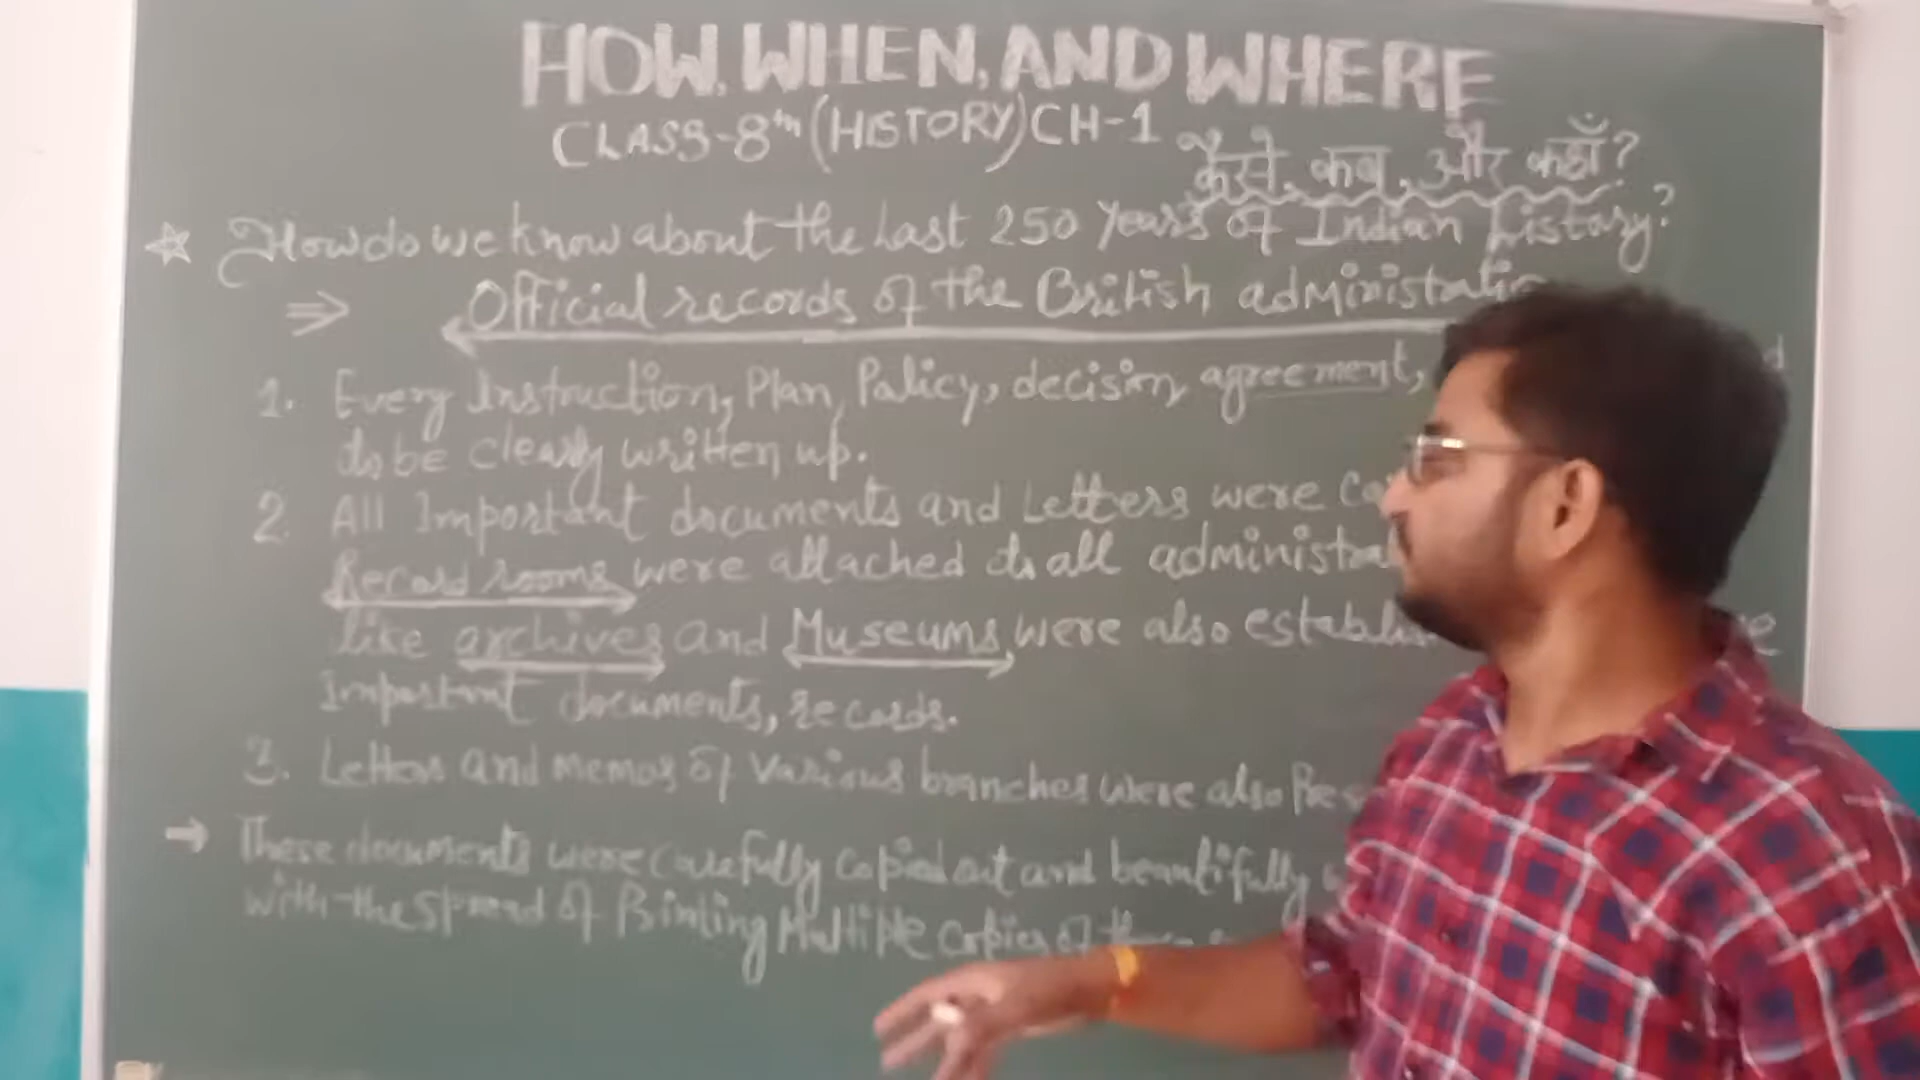 HOW, WHEN, AND WHERE
CLASS-8th (HISTORY) CH-1
कैसे, कब, और कहाँ?
How do we know about the Last 250 years of Indian history?
⇒ Official records of the British administratio
1. Every Instruction, Plan, Policy, decision, agreement,
to be clearly written up.
2. All Important documents and Letters were
Record rooms were attached to all administra
like archives and Museums were also establi
Important documents, records.
3. Letters and memos of various branches were also Pres
→ These documents were carefully copied out and beautifully
with the spread of Printing Multiple copies of